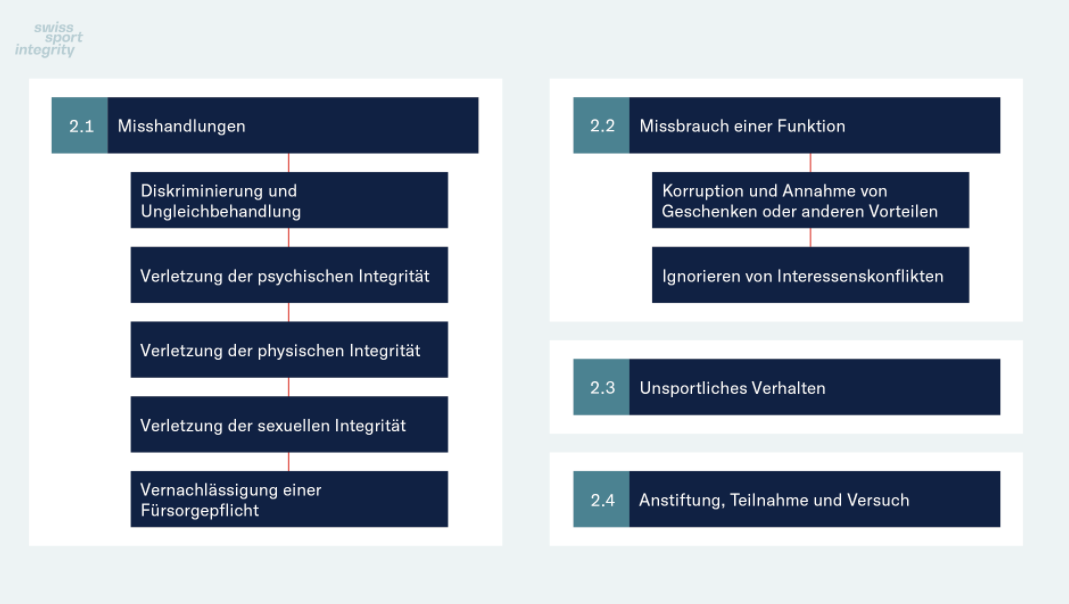 swiss
sport
integrity
2.1 Misshandlungen
Diskriminierung und
Ungleichbehandlung
Verletzung der psychischen Integrität
Verletzung der physischen Integrität
Verletzung der sexuellen Integrität
Vernachlässigung einer
Fürsorgepflicht
2.2 Missbrauch einer Funktion
Korruption und Annahme von
Geschenken oder anderen Vorteilen
Ignorieren von Interessenskonflikten
2.3 Unsportliches Verhalten
2.4 Anstiftung, Teilnahme und Versuch